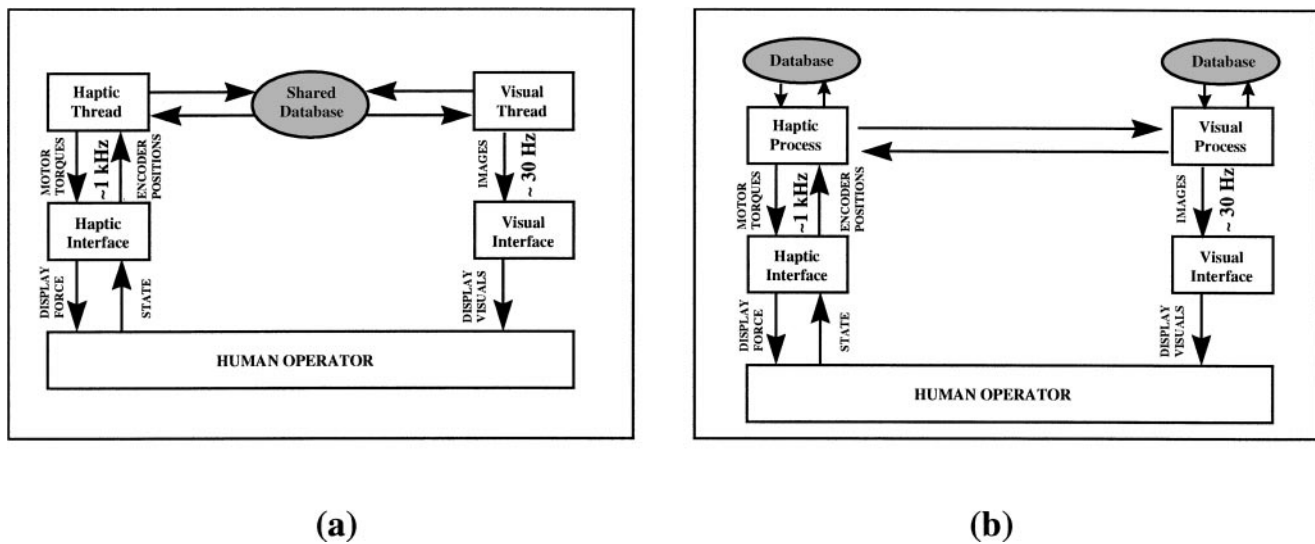 Haptic
Thread
Shared
Database
Visual
Thread
MOTOR
TORQUES
~1 kHz
ENCODER
POSITIONS
IMAGES
~ 30 Hz
Haptic
Interface
Visual
Interface
DISPLAY
FORCE
STATE
DISPLAY
VISUALS
HUMAN OPERATOR
(a)
Database
Database
Haptic
Process
Visual
Process
MOTOR
TORQUES
~1 kHz
ENCODER
POSITIONS
IMAGES
~ 30 Hz
Haptic
Interface
Visual
Interface
DISPLAY
FORCE
STATE
DISPLAY
VISUALS
HUMAN OPERATOR
(b)